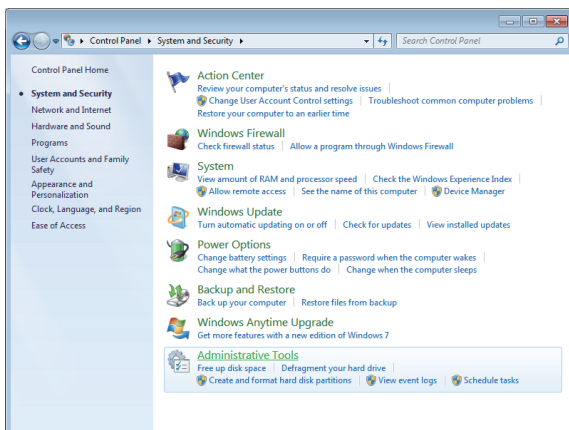 Control Panel System and Security
Search Control Panel
Control Panel Home
System and Security
Network and Internet
Hardware and Sound
Programs
User Accounts and Family
Safety
Appearance and
Personalization
Clock, Language, and Region
Ease of Access
Action Center
Review your computer's status and resolve issues
Change User Account Control settings Troubleshoot common computer problems
Restore your computer to an earlier time
Windows Firewall
Check firewall status Allow a program through Windows Firewall
System
View amount of RAM and processor speed Check the Windows Experience Index
Allow remote access See the name of this computer Device Manager
Windows Update
Turn automatic updating on or off Check for updates View installed updates
Power Options
Change battery settings Require a password when the computer wakes
Change what the power buttons do Change when the computer sleeps
Backup and Restore
Back up your computer Restore files from backup
Windows Anytime Upgrade
Get more features with a new edition of Windows 7
Administrative Tools
Free up disk space Defragment your hard drive
Create and format hard disk partitions View event logs Schedule tasks